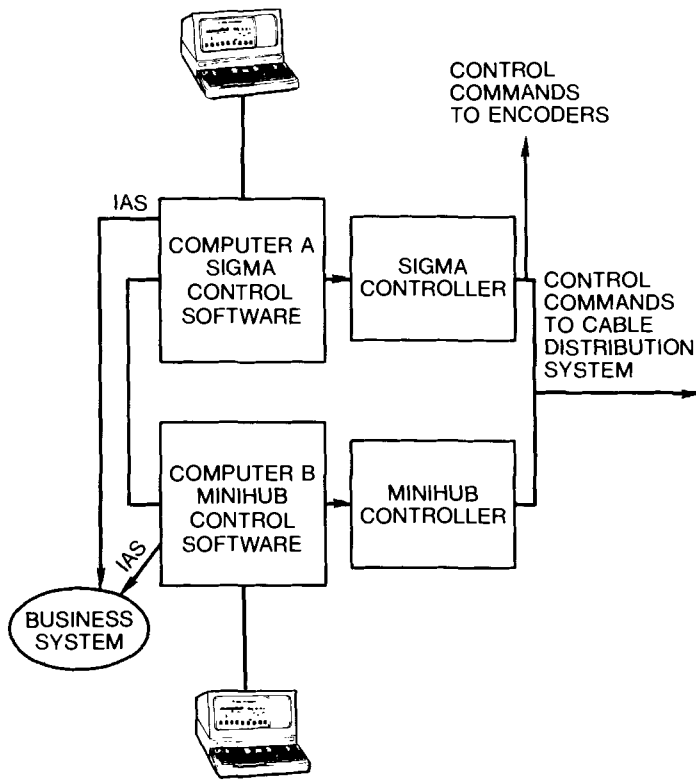 CONTROL
COMMANDS
TO ENCODERS
IAS
COMPUTER A
SIGMA
CONTROL
SOFTWARE
SIGMA
CONTROLLER
CONTROL
COMMANDS
TO CABLE
DISTRIBUTION
SYSTEM
COMPUTER B
MINIHUB
CONTROL
SOFTWARE
MINIHUB
CONTROLLER
IAS
BUSINESS
SYSTEM